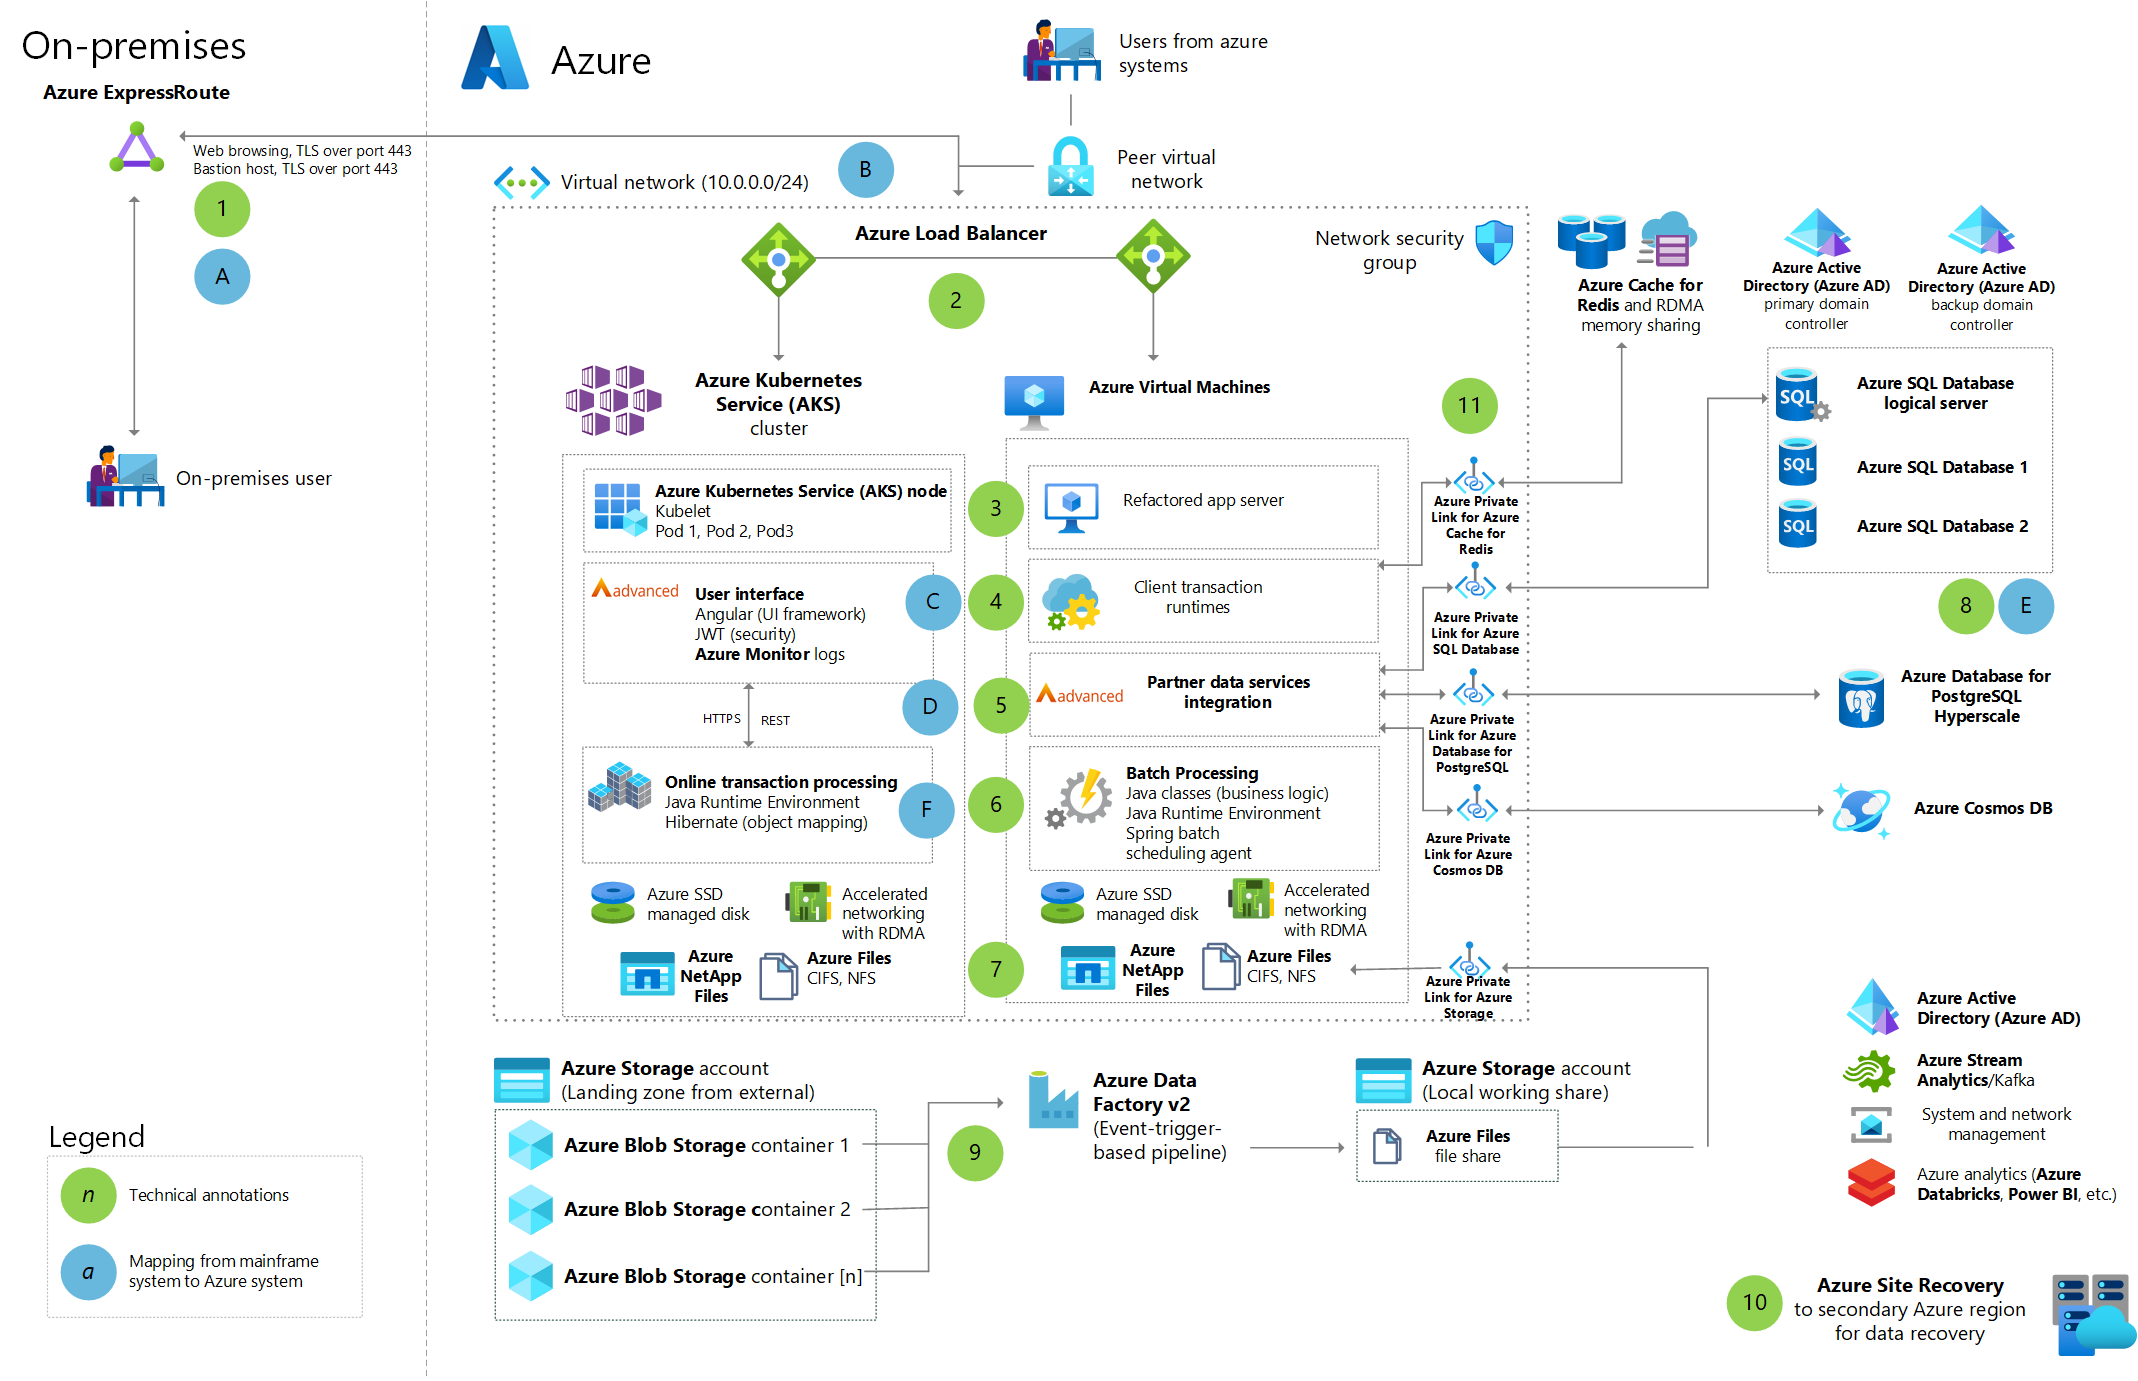 On-premises
Azure ExpressRoute
Web browsing, TLS over port 443
Bastion host, TLS over port 443
1
A
On-premises user
Legend
n
Technical annotations
a
Mapping from mainframe
system to Azure system
Azure
Users from azure
systems
Peer virtual
network
B
Virtual network (10.0.0.0/24)
Azure Load Balancer
2
Network security
group
Azure Kubernetes
Service (AKS)
cluster
Azure Kubernetes Service (AKS) node
Kubelet
Pod 1, Pod 2, Pod3
advanced
User interface
Angular (UI framework)
JWT (security)
Azure Monitor logs
C
HTTPS
REST
D
Online transaction processing
Java Runtime Environment
Hibernate (object mapping)
F
Azure SSD
managed disk
Accelerated
networking
with RDMA
Azure
NetApp
Files
Azure Files
CIFS, NFS
3
4
5
6
7
Azure Virtual Machines
Refactored app server
Client transaction
runtimes
advanced
Partner data services
integration
Batch Processing
Java classes (business logic)
Java Runtime Environment
Spring batch
scheduling agent
Azure SSD
managed disk
Accelerated
networking
with RDMA
Azure
NetApp
Files
Azure Files
CIFS, NFS
11
Azure Private
Link for Azure
Cache for
Redis
Azure Private
Link for Azure
SQL Database
Azure Private
Link for Azure
Database for
PostgreSQL
Azure Private
Link for Azure
Cosmos DB
Azure Private
Link for Azure
Storage
Azure Cache for
Redis and RDMA
memory sharing
Azure Active
Directory (Azure AD)
primary domain
controller
Azure Active
Directory (Azure AD)
backup domain
controller
SQL
Azure SQL Database
logical server
SQL
Azure SQL Database 1
SQL
Azure SQL Database 2
8
E
Azure Database for
PostgreSQL
Hyperscale
Azure Cosmos DB
Azure Active
Directory (Azure AD)
Azure Stream
Analytics/Kafka
System and network
management
Azure analytics (Azure
Databricks, Power BI, etc.)
Azure Storage account
(Landing zone from external)
Azure Blob Storage container 1
Azure Blob Storage container 2
Azure Blob Storage container [n]
9
Azure Data
Factory v2
(Event-trigger-
based pipeline)
Azure Storage account
(Local working share)
Azure Files
file share
10
Azure Site Recovery
to secondary Azure region
for data recovery